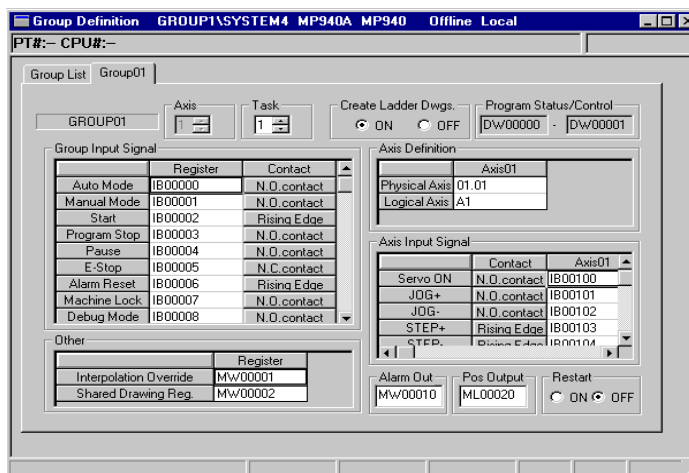 Group Definition GROUP1\SYSTEM4 MP940A MP940 Offline Local
PT#:– CPU#:–
Group List Group01
GROUP01
Axis
1
Task
1
Create Ladder Dwgs.
ON OFF
Program Status/Control
DW00000 - DW00001
Group Input Signal
Register Contact
Auto Mode IB00000 N.O.contact
Manual Mode IB00001 N.O.contact
Start IB00002 Rising Edge
Program Stop IB00003 N.O.contact
Pause IB00004 N.O.contact
E-Stop IB00005 N.C.contact
Alarm Reset IB00006 Rising Edge
Machine Lock IB00007 N.O.contact
Debug Mode IB00008 N.O.contact
Axis Definition
Axis01
Physical Axis 01.01
Logical Axis A1
Axis Input Signal
Contact Axis01
Servo ON N.O.contact IB00100
JOG+ N.O.contact IB00101
JOG- N.O.contact IB00102
STEP+ Rising Edge IB00103
STEP- Rising Edge IB00104
Other
Register
Interpolation Override MW00001
Shared Drawing Reg. MW00002
Alarm Out
MW00010
Pos Output
ML00020
Restart
ON OFF